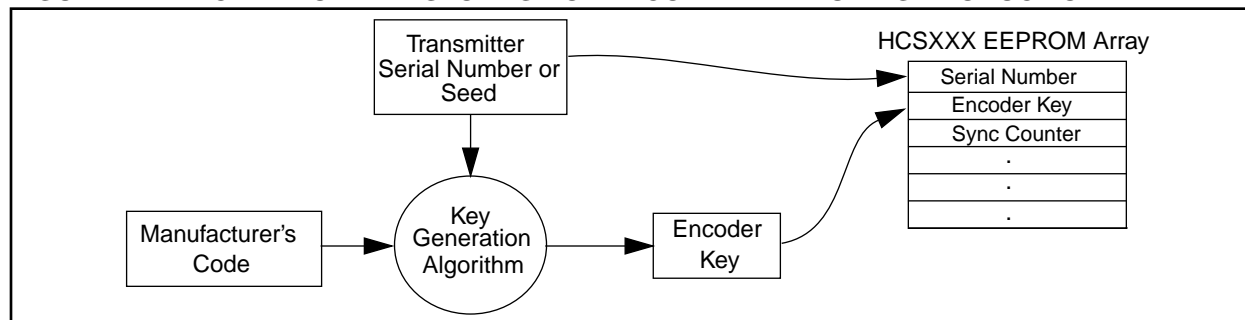 Transmitter
Serial Number or
Seed
HCSXXX EEPROM Array
Serial Number
Encoder Key
Sync Counter
.
.
.
Manufacturer's
Code
Key
Generation
Algorithm
Encoder
Key